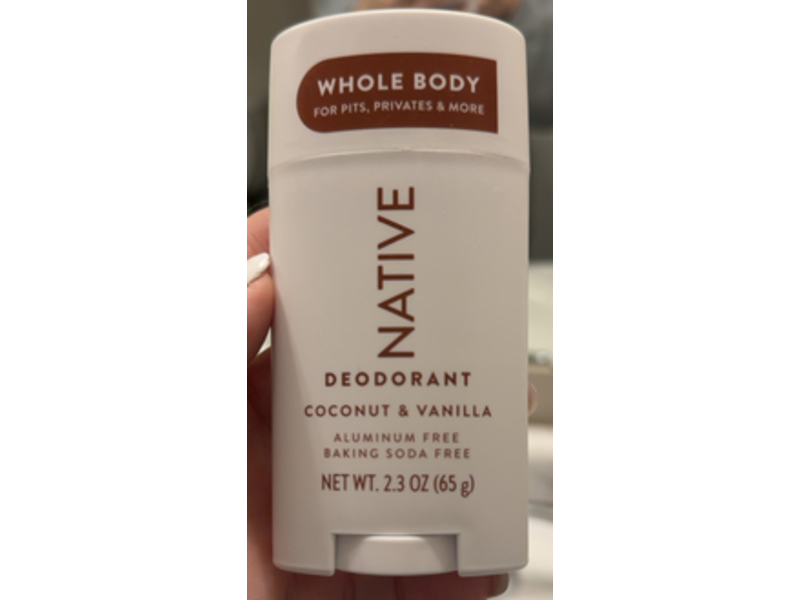 WHOLE BODY
FOR PITS, PRIVATES & MORE
NATIVE
DEODORANT
COCONUT & VANILLA
ALUMINUM FREE
BAKING SODA FREE
NET WT. 2.3 OZ (65 g)